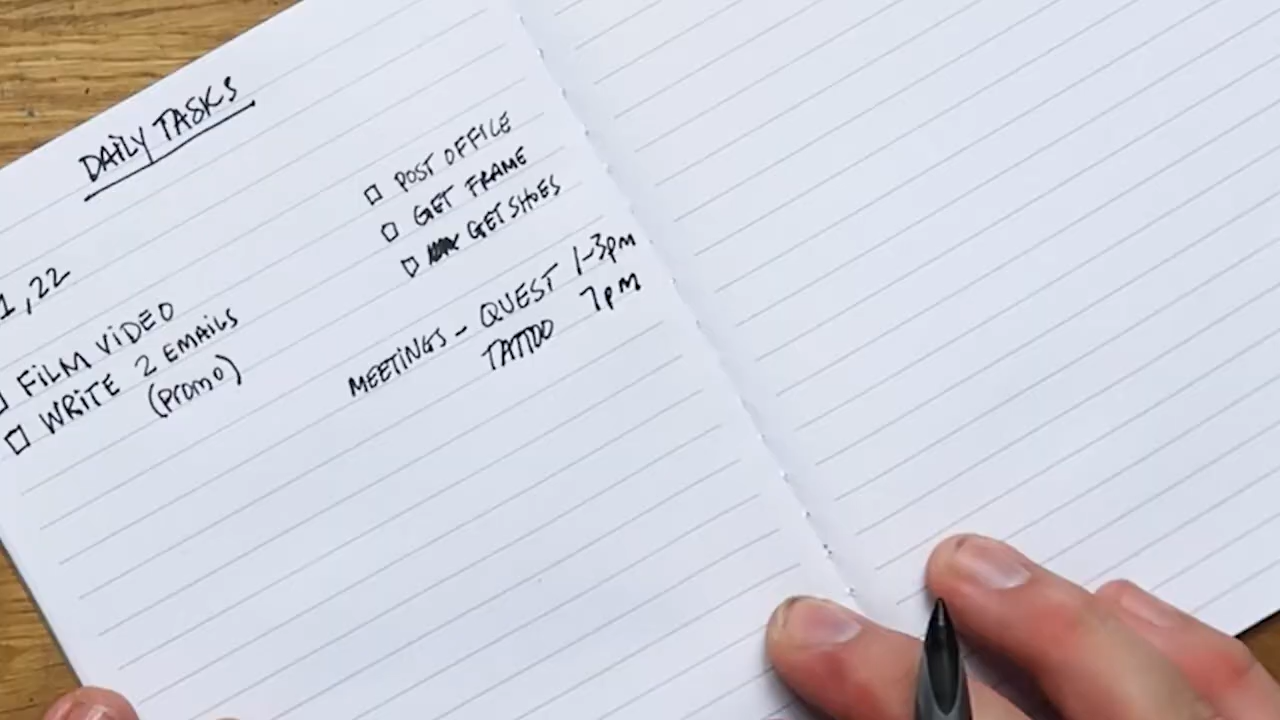 DAILY TASKS
1, 22
FILM VIDEO
WRITE 2 EMAILS
(PROMO)
POST OFFICE
GET FRAME
GET SHOES
MEETINGS - QUEST 1-3pm
TATTOO 7pm